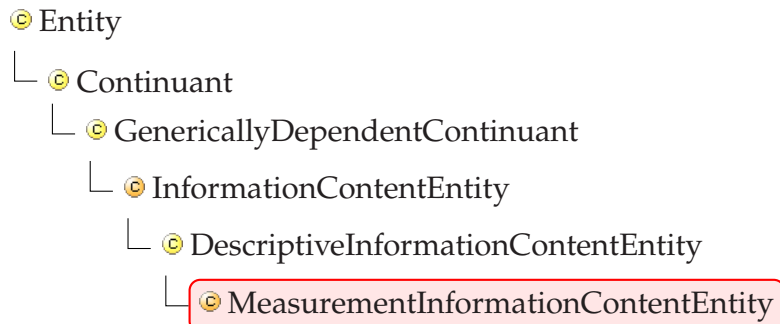 C Entity
C Continuant
C GenericallyDependentContinuant
C InformationContentEntity
C DescriptiveInformationContentEntity
C MeasurementInformationContentEntity